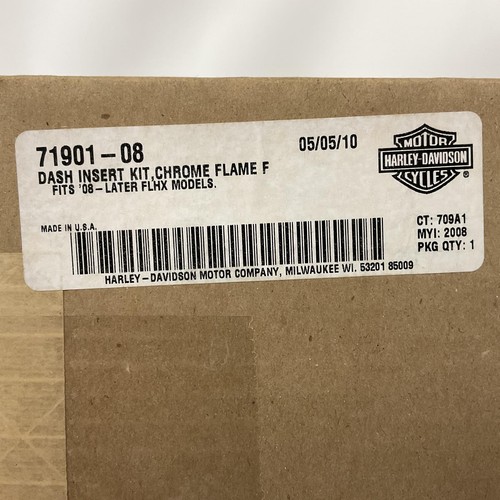 71901-08
05/05/10
DASH INSERT KIT,CHROME FLAME F
FITS '08-LATER FLHX MODELS.
MOTOR
HARLEY-DAVIDSON
CYCLES
®
MADE IN U.S.A.
CT: 709A1
MYI: 2008
PKG QTY: 1
HARLEY-DAVIDSON MOTOR COMPANY, MILWAUKEE WI. 53201 85009